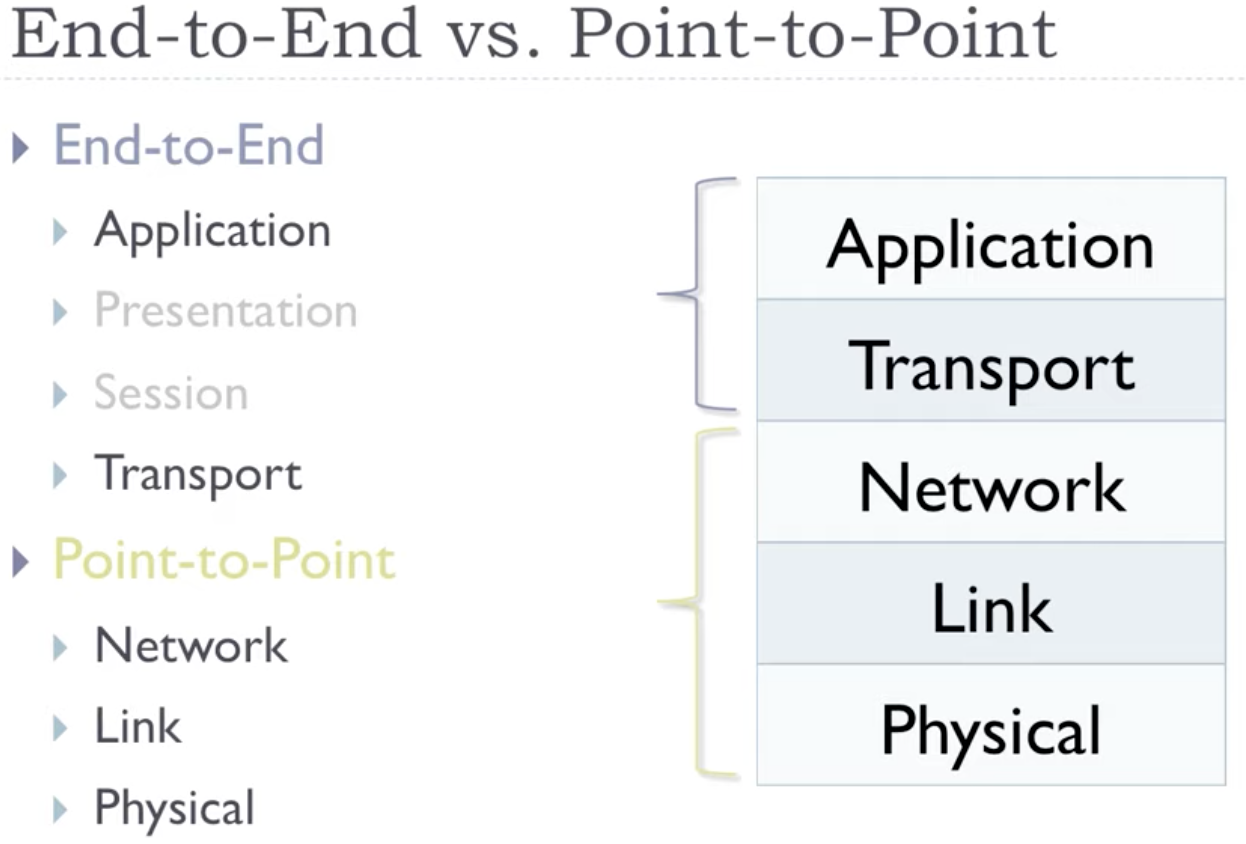 End-to-End vs. Point-to-Point
End-to-End
Application
Presentation
Session
Transport
Point-to-Point
Network
Link
Physical
Application
Transport
Network
Link
Physical